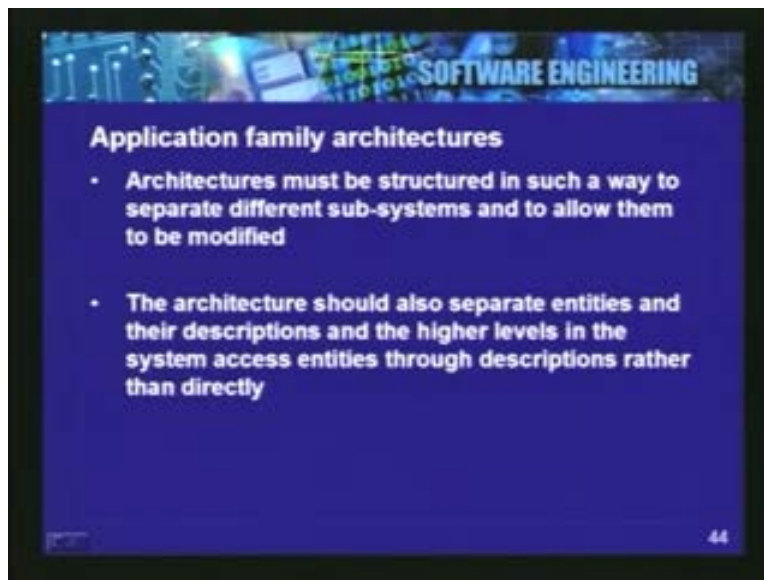 SOFTWARE ENGINEERING
Application family architectures
• Architectures must be structured in such a way to
separate different sub-systems and to allow them
to be modified
• The architecture should also separate entities and
their descriptions and the higher levels in the
system access entities through descriptions rather
than directly
44